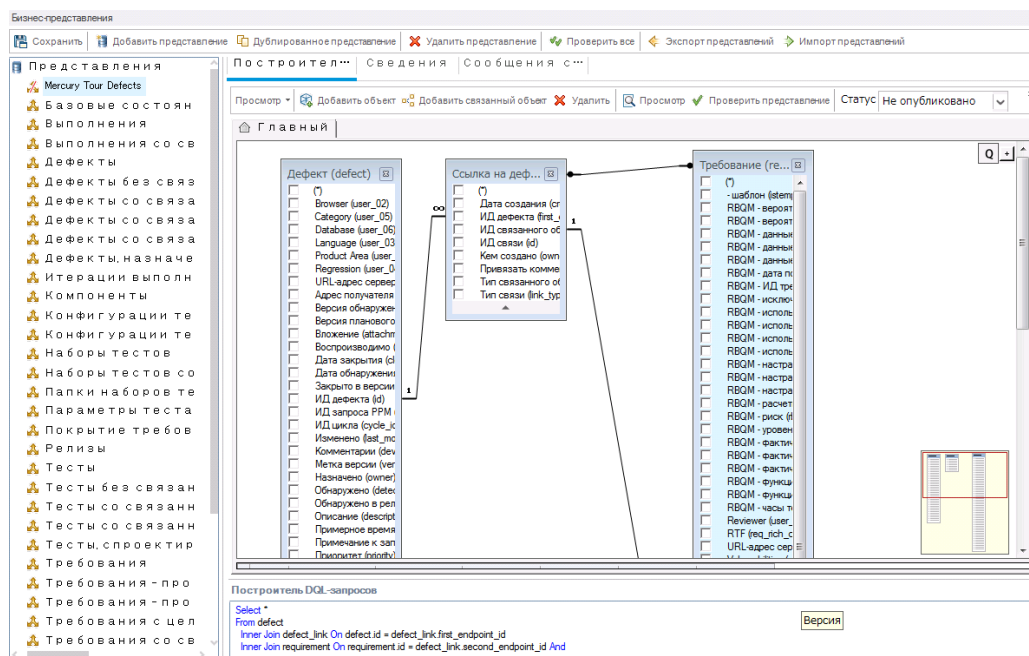 Бизнес-представления
Сохранить Добавить представление Дублированное представление Удалить представление Проверить все Экспорт представлений Импорт представлений
Представления
Mercury Tour Defects
Базовые состоян
Выполнения
Выполнения со св
Дефекты
Дефекты без связ
Дефекты со связа
Дефекты со связа
Дефекты со связа
Дефекты, назначе
Итерации выполн
Компоненты
Конфигурации те
Конфигурации те
Наборы тестов
Наборы тестов со
Папки наборов те
Параметры теста
Покрытие требов
Релизы
Тесты
Тесты без связан
Тесты со связанн
Тесты со связанн
Тесты, спроектир
Требования
Требования - про
Требования - про
Требования с цел
Требования со св
Построител... Сведения Сообщения с...
Просмотр Добавить объект Добавить связанный объект Удалить Просмотр Проверить представление Статус Не опубликовано
Главный
Дефект (defect)
(*)
Browser (user_02)
Category (user_05)
Database (user_06)
Language (user_03
Product Area (user_
Regression (user_0
URL-адрес сервер
Адрес получателя
Версия обнаружен
Версия планового
Вложение (attachm
Воспроизводимо (
Дата закрытия (cl
Дата обнаружени
Закрыто в версии
ИД дефекта (id)
ИД запроса PPM
ИД цикла (cycle_ic
Изменено (last_mc
Комментарии (dev
Метка версии (ver
Назначено (owner)
Обнаружено (detec
Обнаружено в рел
Описание (descript
Примерное время
Примечание к зап
Приоритет (priority)
∞
1
Ссылка на деф...
(*)
Дата создания (cr
ИД дефекта (first_
ИД связанного об
ИД связи (id)
Кем создано (own
Привязать комме
Тип связанного об
Тип связи (link_typ
1
Требование (re...
(*)
- шаблон (istemp
RBQM - вероят
RBQM - вероят
RBQM - данные
RBQM - данные
RBQM - данные
RBQM - дата по
RBQM - ИД тре
RBQM - исключ
RBQM - исполь
RBQM - исполь
RBQM - исполь
RBQM - исполь
RBQM - настра
RBQM - настра
RBQM - настра
RBQM - расчет
RBQM - риск (r
RBQM - уровен
RBQM - фактич
RBQM - фактич
RBQM - фактич
RBQM - функци
RBQM - функци
RBQM - часы те
Reviewer (user_
RTF (req_rich_c
URL-адрес сер
Q +
Построитель DQL-запросов
Select *
From defect
Inner Join defect_link On defect.id = defect_link.first_endpoint_id
Inner Join requirement On requirement.id = defect_link.second_endpoint_id And
Версия